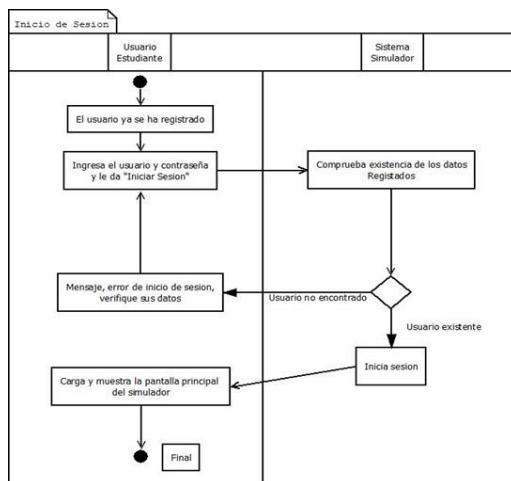 Inicio de Sesion
Usuario
Estudiante
Sistema
Simulador
El usuario ya se ha registrado
Ingresa el usuario y contraseña
y le da "Iniciar Sesion"
Comprueba existencia de los datos
Registados
Mensaje, error de inicio de sesion,
verifique sus datos
Usuario no encontrado
Usuario existente
Inicia sesion
Carga y muestra la pantalla principal
del simulador
Final